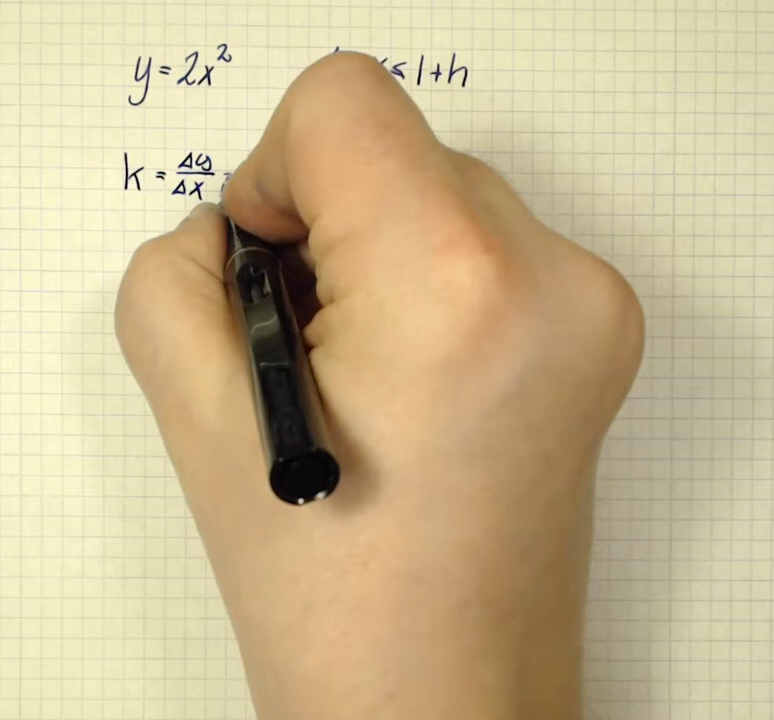 y = 2x² ≤ 1+h
k = Δy/Δx =